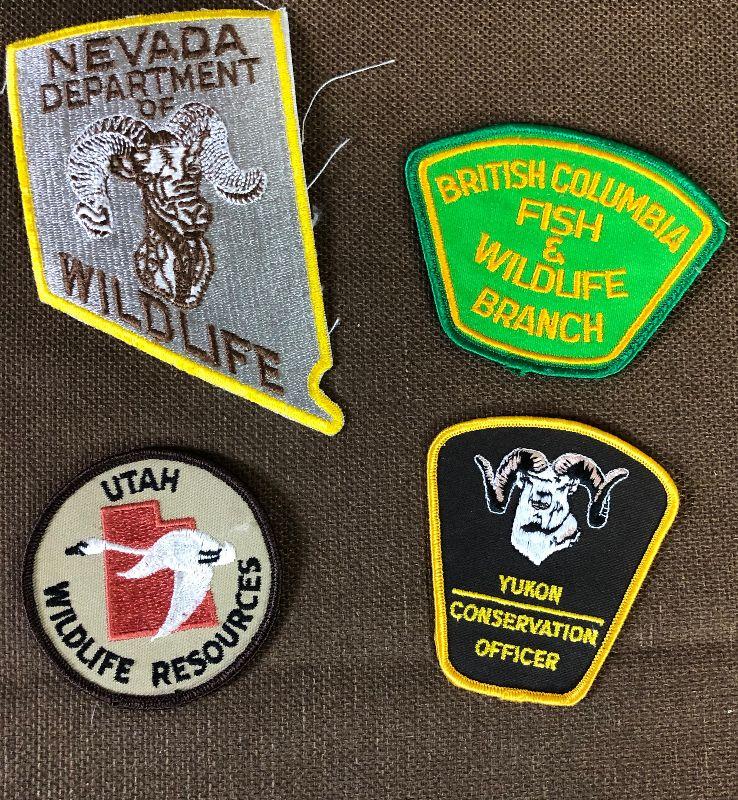 NEVADA
DEPARTMENT
OF
WILDLIFE
BRITISH COLUMBIA
FISH
&
WILDLIFE
BRANCH
UTAH
WILDLIFE RESOURCES
YUKON
CONSERVATION
OFFICER